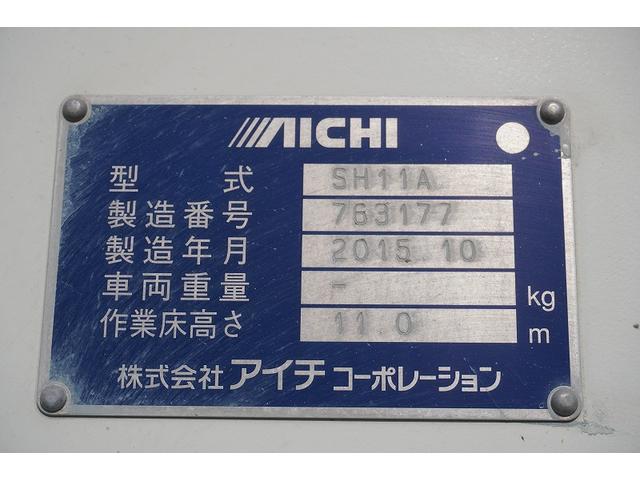 AICHI
型 式 SH11A
製造番号 763177
製造年月 2015.10
車両重量 - kg
作業床高さ 11.0 m
株式会社 アイチ コーポレーション